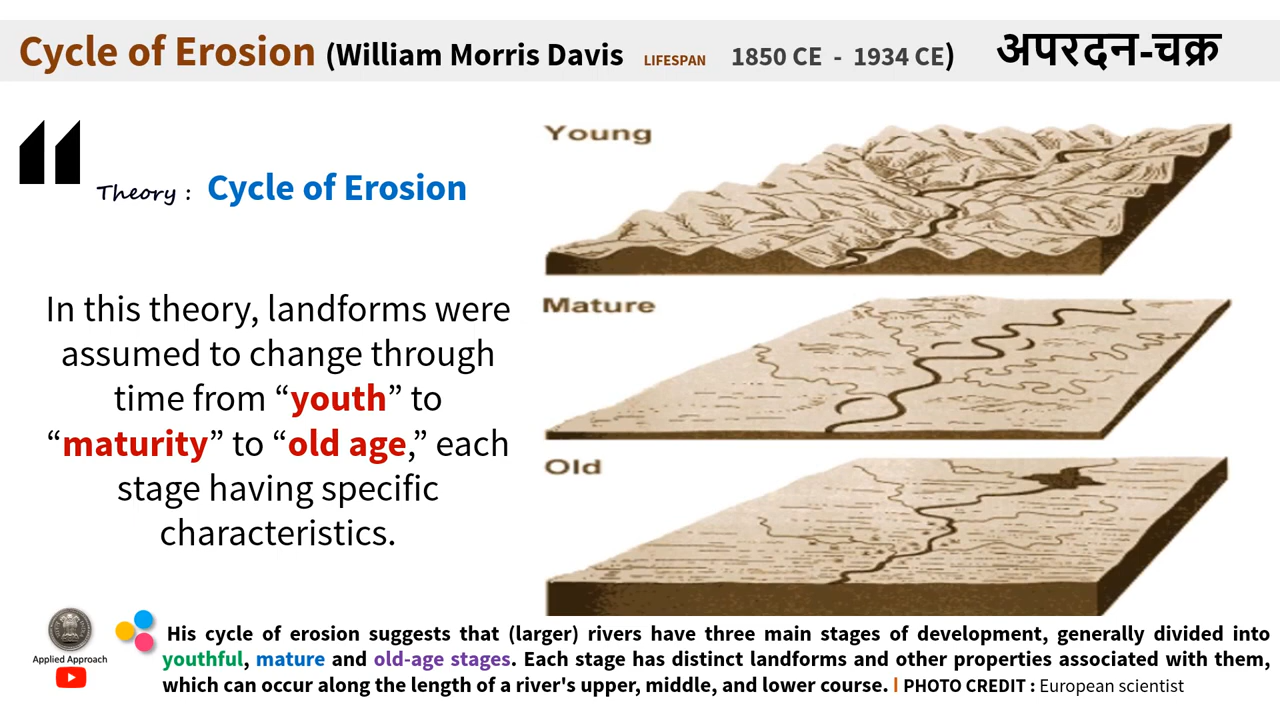 Cycle of Erosion (William Morris Davis LIFESPAN 1850 CE - 1934 CE) अपरदन-चक्र
Theory : Cycle of Erosion
In this theory, landforms were
assumed to change through
time from “youth” to
“maturity” to “old age,” each
stage having specific
characteristics.
Young
Mature
Old
Applied Approach
His cycle of erosion suggests that (larger) rivers have three main stages of development, generally divided into
youthful, mature and old-age stages. Each stage has distinct landforms and other properties associated with them,
which can occur along the length of a river's upper, middle, and lower course. | PHOTO CREDIT : European scientist